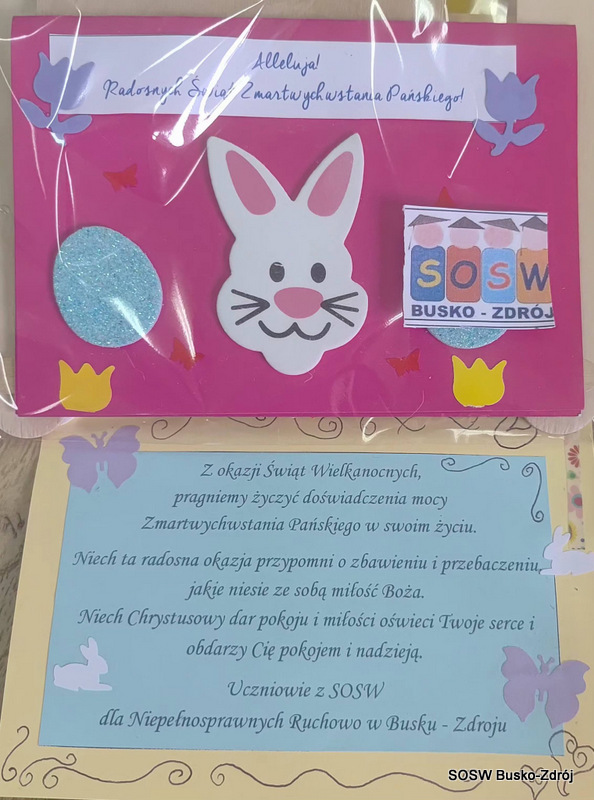 Alleluja!
Radosnych Świąt Zmartwychwstania Pańskiego!
SOSW
BUSKO - ZDRÓJ
Z okazji Świąt Wielkanocnych,
pragniemy życzyć doświadczenia mocy
Zmartwychwstania Pańskiego w swoim życiu.
Niech ta radosna okazja przypomni o zbawieniu i przebaczeniu,
jakie niesie ze sobą miłość Boża.
Niech Chrystusowy dar pokoju i miłości oświeci Twoje serce i
obdarzy Cię pokojem i nadzieją.
Uczniowie z SOSW
dla Niepełnosprawnych Ruchowo w Busku - Zdroju
SOSW Busko-Zdrój